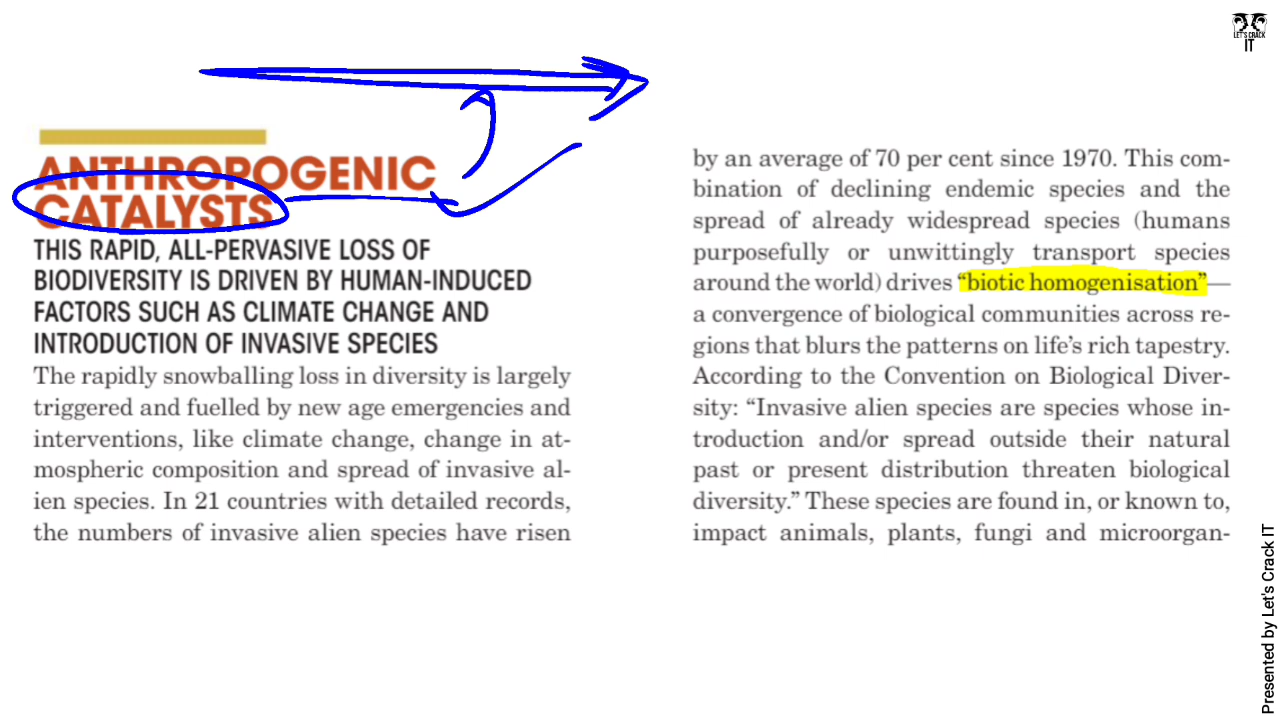 LET'S CRACK
IT
ANTHROPOGENIC
CATALYSTS
THIS RAPID, ALL-PERVASIVE LOSS OF
BIODIVERSITY IS DRIVEN BY HUMAN-INDUCED
FACTORS SUCH AS CLIMATE CHANGE AND
INTRODUCTION OF INVASIVE SPECIES
The rapidly snowballing loss in diversity is largely
triggered and fuelled by new age emergencies and
interventions, like climate change, change in at-
mospheric composition and spread of invasive al-
ien species. In 21 countries with detailed records,
the numbers of invasive alien species have risen
by an average of 70 per cent since 1970. This com-
bination of declining endemic species and the
spread of already widespread species (humans
purposefully or unwittingly transport species
around the world) drives “biotic homogenisation”—
a convergence of biological communities across re-
gions that blurs the patterns on life’s rich tapestry.
According to the Convention on Biological Diver-
sity: “Invasive alien species are species whose in-
troduction and/or spread outside their natural
past or present distribution threaten biological
diversity.” These species are found in, or known to,
impact animals, plants, fungi and microorgan-
Presented by Let's Crack IT